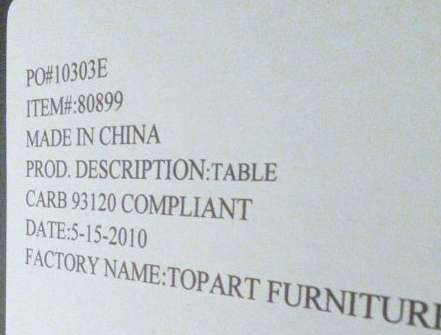 PO#10303E
ITEM#:80899
MADE IN CHINA
PROD. DESCRIPTION:TABLE
CARB 93120 COMPLIANT
DATE:5-15-2010
FACTORY NAME:TOPART FURNITURE